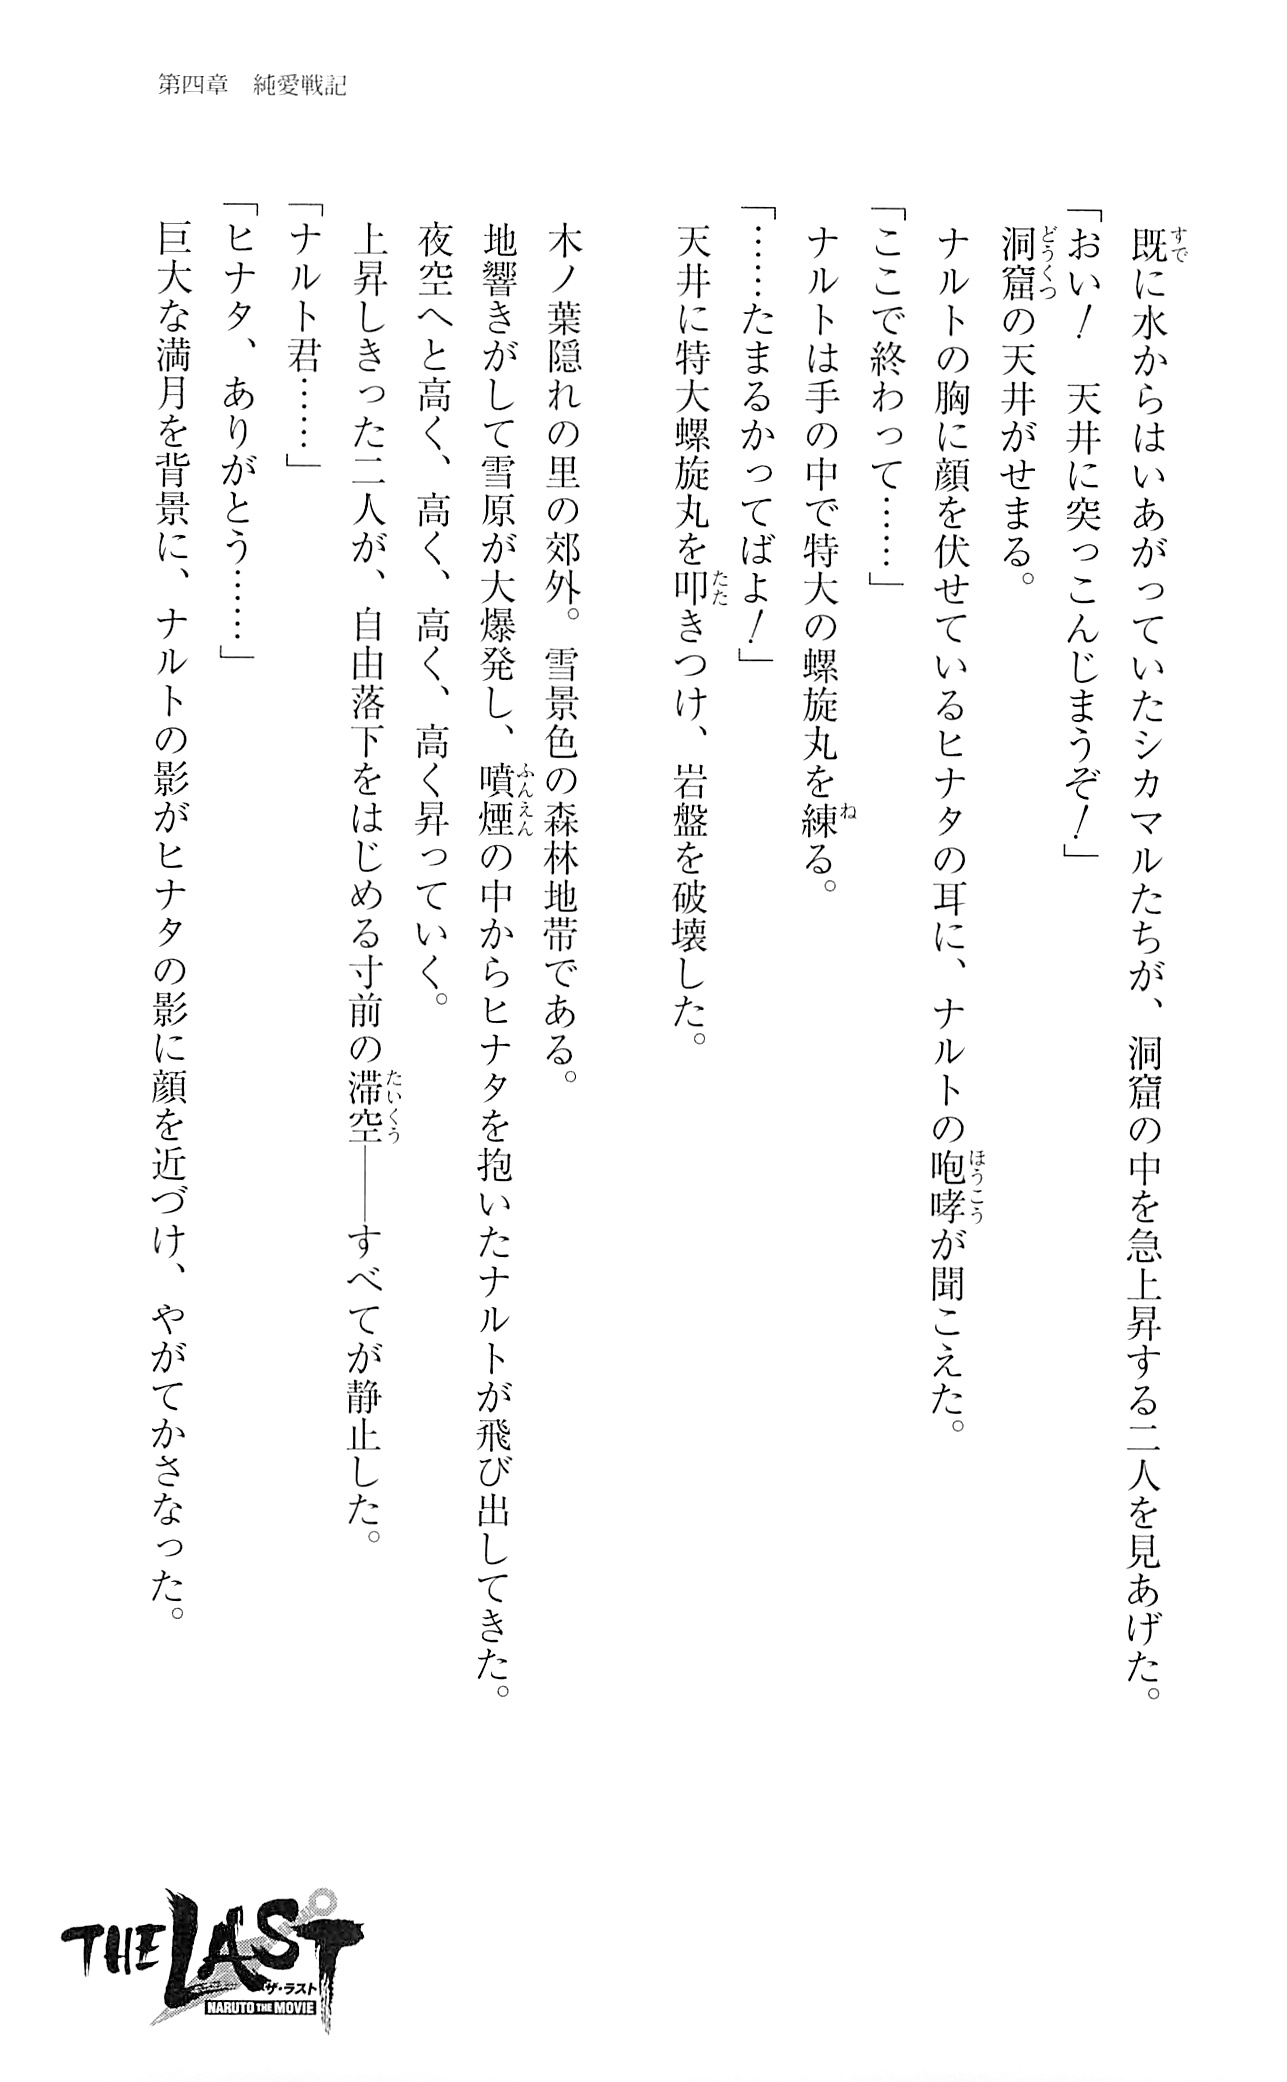 第四章　純愛戦記
既に水からはいあがっていたシカマルたちが、洞窟の中を急上昇する二人を見あげた。
「おい！　天井に突っこんじまうぞ！」
洞窟の天井がせまる。
ナルトの胸に顔を伏せているヒナタの耳に、ナルトの咆哮が聞こえた。
「ここで終わって……」
ナルトは手の中で特大の螺旋丸を練る。
「……たまるかってばよ！」
天井に特大螺旋丸を叩きつけ、岩盤を破壊した。
木ノ葉隠れの里の郊外。雪景色の森林地帯である。
地響きがして雪原が大爆発し、噴煙の中からヒナタを抱いたナルトが飛び出してきた。
夜空へと高く、高く、高く、高く昇っていく。
上昇しきった二人が、自由落下をはじめる寸前の滞空――すべてが静止した。
「ナルト君……」
「ヒナタ、ありがとう……」
巨大な満月を背景に、ナルトの影がヒナタの影に顔を近づけ、やがてかさなった。
THE LAST
ザ・ラスト
NARUTO THE MOVIE